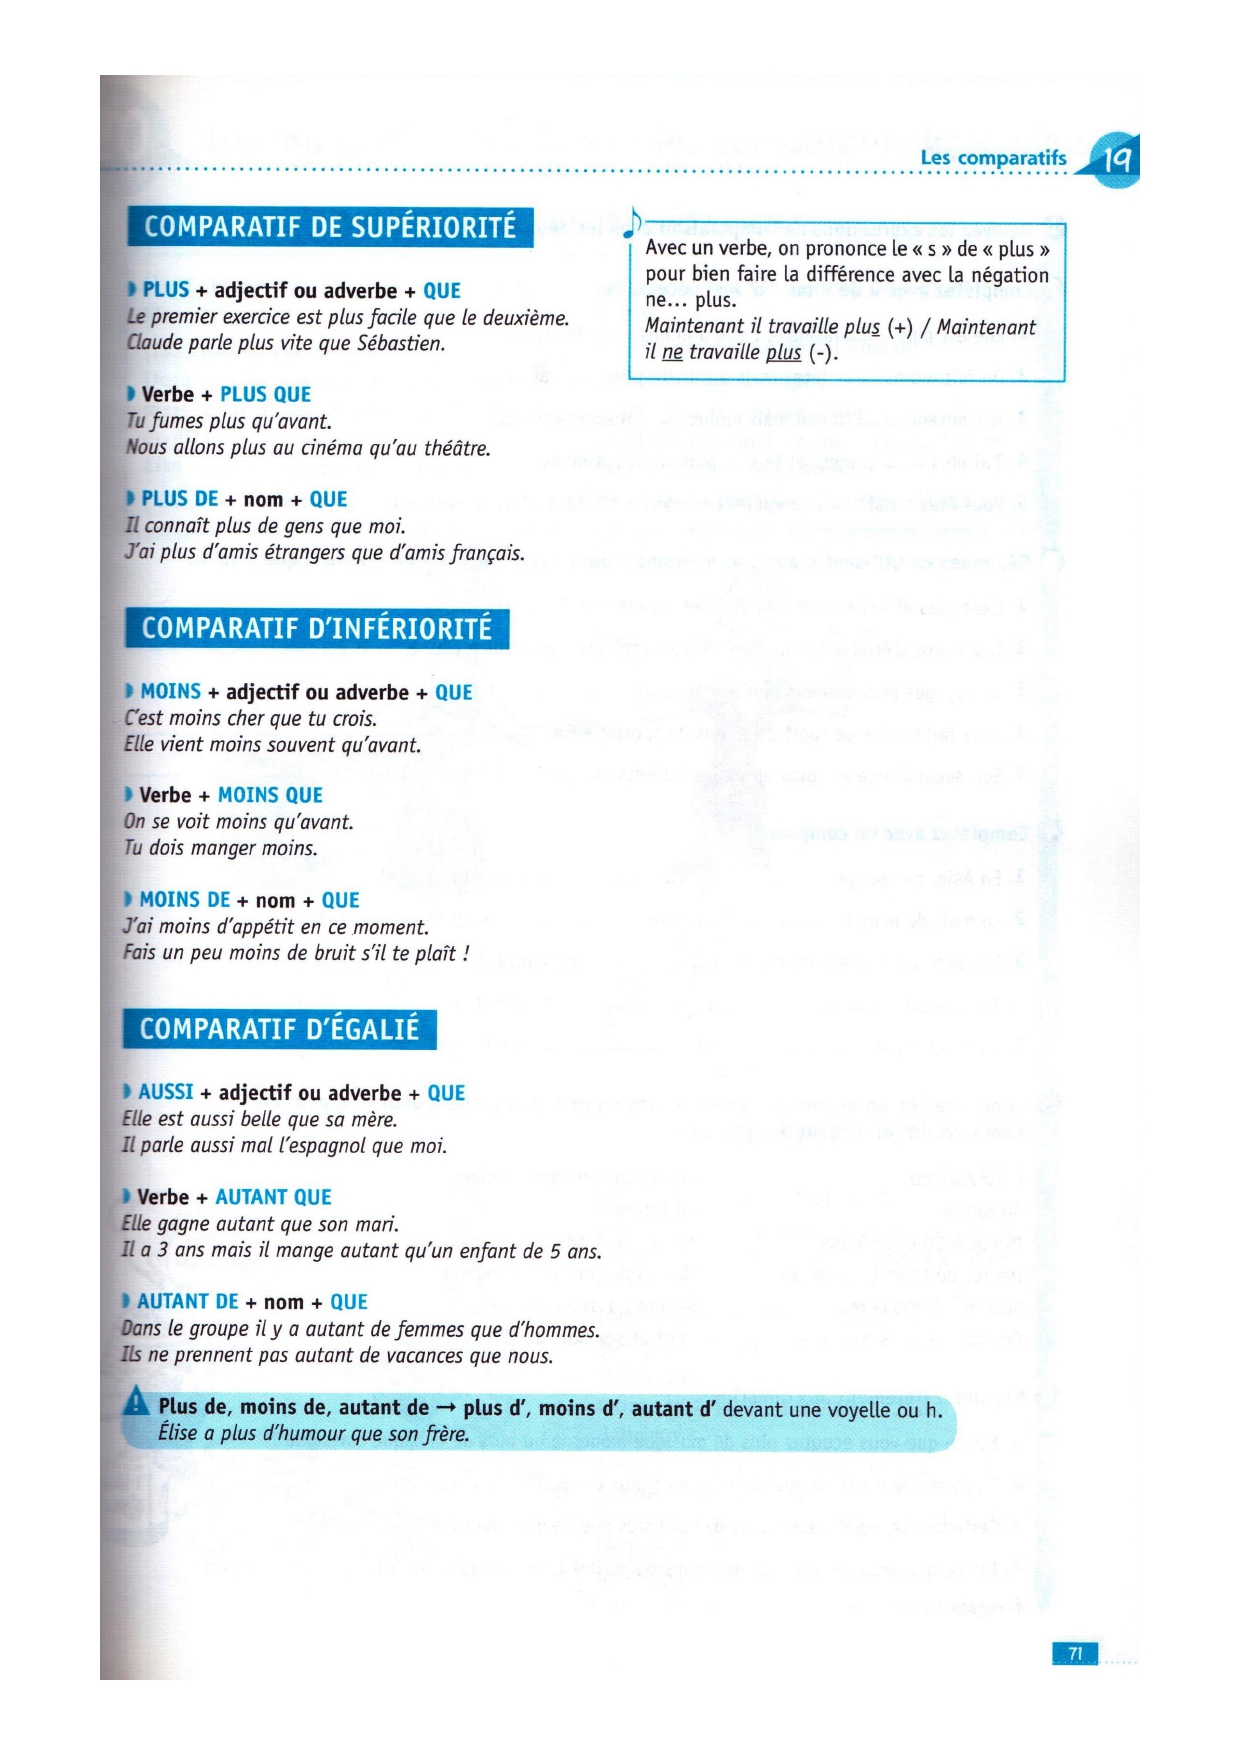 Les comparatifs 19
COMPARATIF DE SUPÉRIORITÉ
PLUS + adjectif ou adverbe + QUE
Le premier exercice est plus facile que le deuxième.
Claude parle plus vite que Sébastien.
Verbe + PLUS QUE
Tu fumes plus qu'avant.
Nous allons plus au cinéma qu'au théâtre.
PLUS DE + nom + QUE
Il connaît plus de gens que moi.
J'ai plus d'amis étrangers que d'amis français.
Avec un verbe, on prononce le « s » de « plus »
pour bien faire la différence avec la négation
ne... plus.
Maintenant il travaille plus (+) / Maintenant
il ne travaille plus (-).
COMPARATIF D'INFÉRIORITÉ
MOINS + adjectif ou adverbe + QUE
C'est moins cher que tu crois.
Elle vient moins souvent qu'avant.
Verbe + MOINS QUE
On se voit moins qu'avant.
Tu dois manger moins.
MOINS DE + nom + QUE
J'ai moins d'appétit en ce moment.
Fais un peu moins de bruit s'il te plaît !
COMPARATIF D'ÉGALIÉ
AUSSI + adjectif ou adverbe + QUE
Elle est aussi belle que sa mère.
Il parle aussi mal l'espagnol que moi.
Verbe + AUTANT QUE
Elle gagne autant que son mari.
Il a 3 ans mais il mange autant qu'un enfant de 5 ans.
AUTANT DE + nom + QUE
Dans le groupe il y a autant de femmes que d'hommes.
Ils ne prennent pas autant de vacances que nous.
Plus de, moins de, autant de → plus d', moins d', autant d' devant une voyelle ou h.
Élise a plus d'humour que son frère.
71